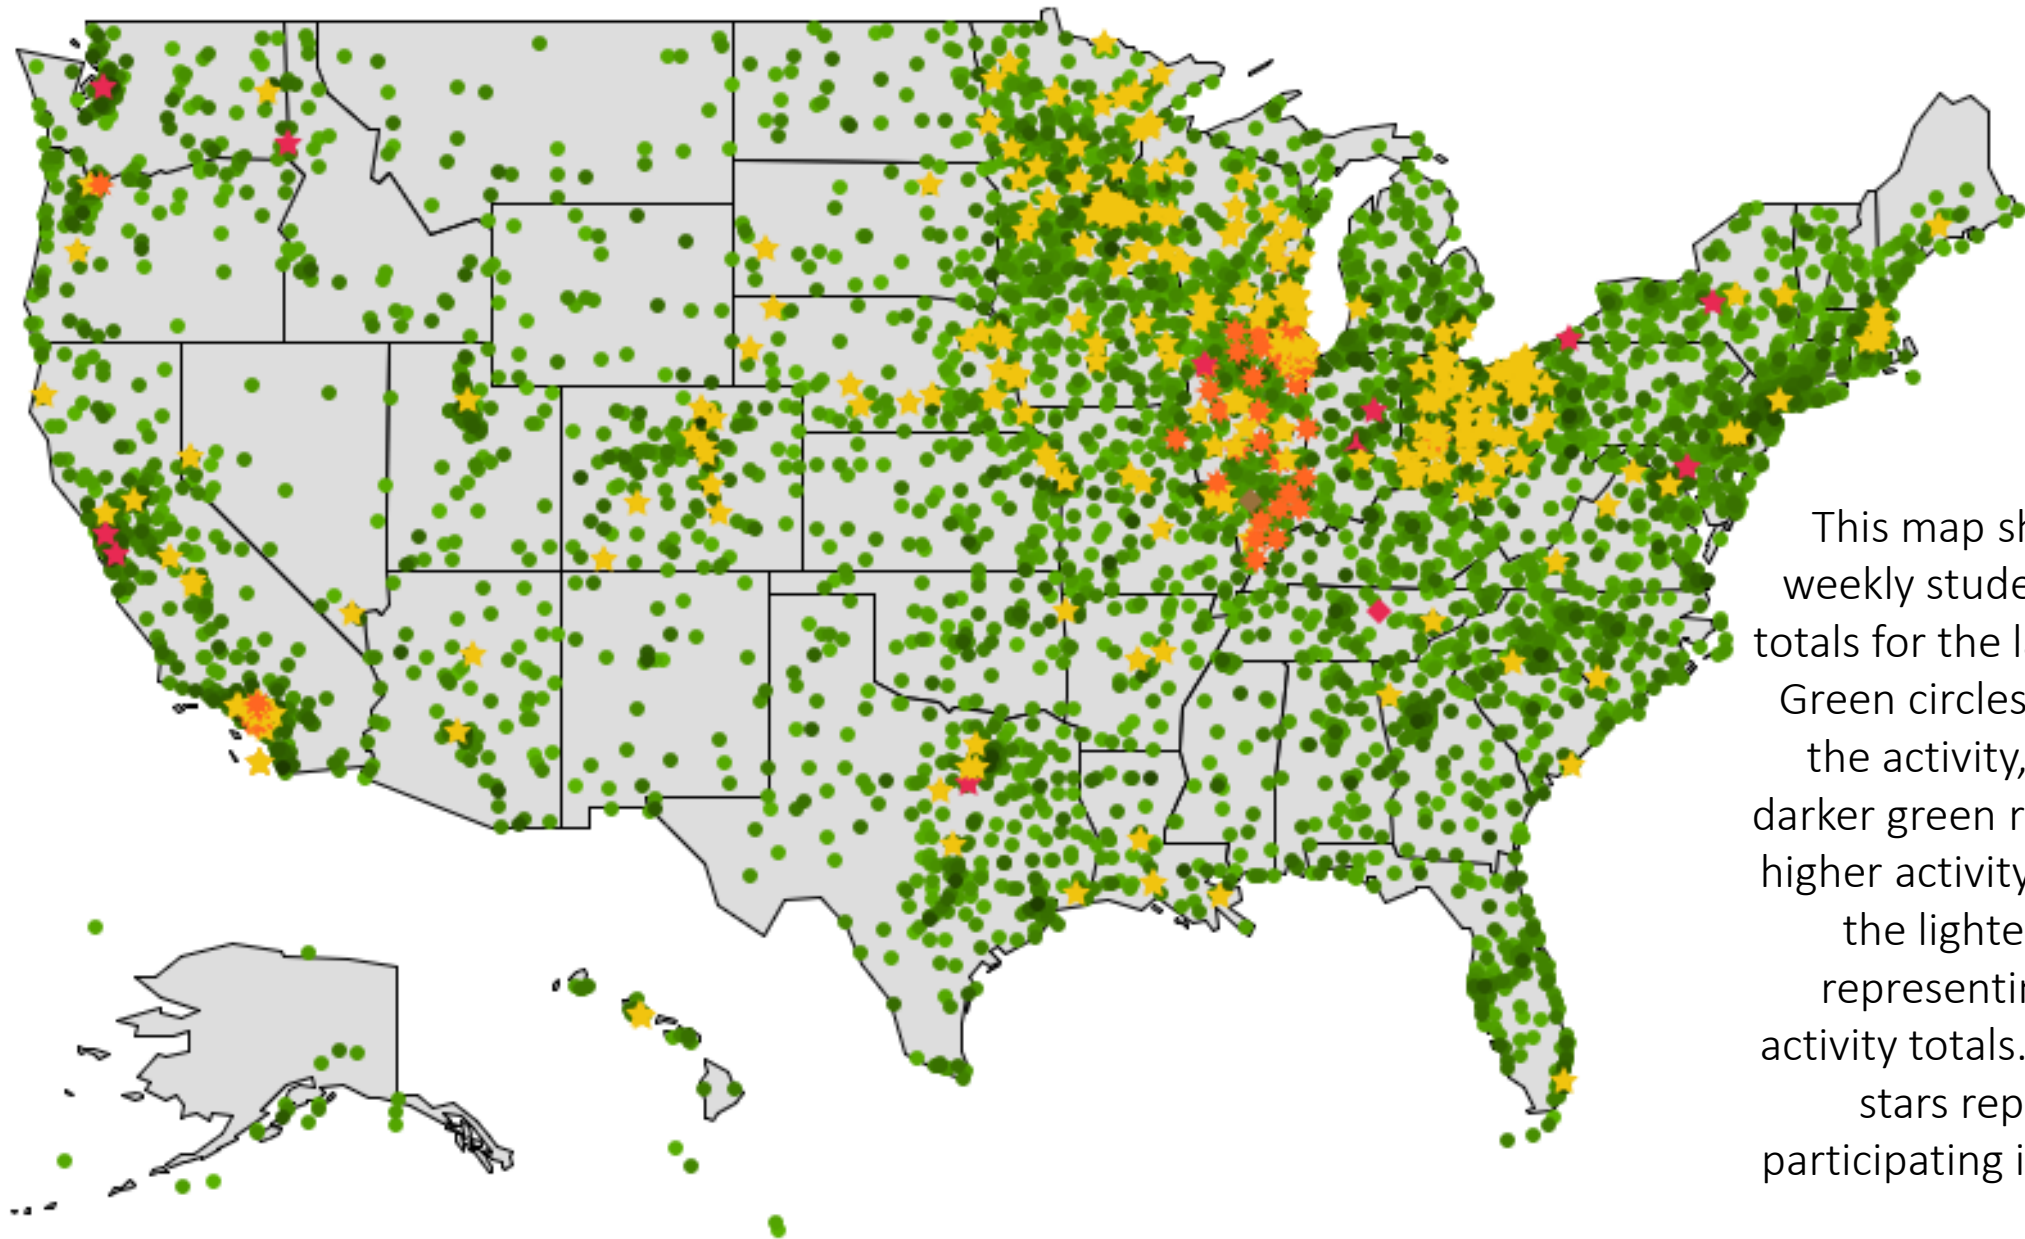 This map sh
weekly stude
totals for the l
Green circles
the activity,
darker green r
higher activity
the lighte
representi
activity totals.
stars rep
participating i